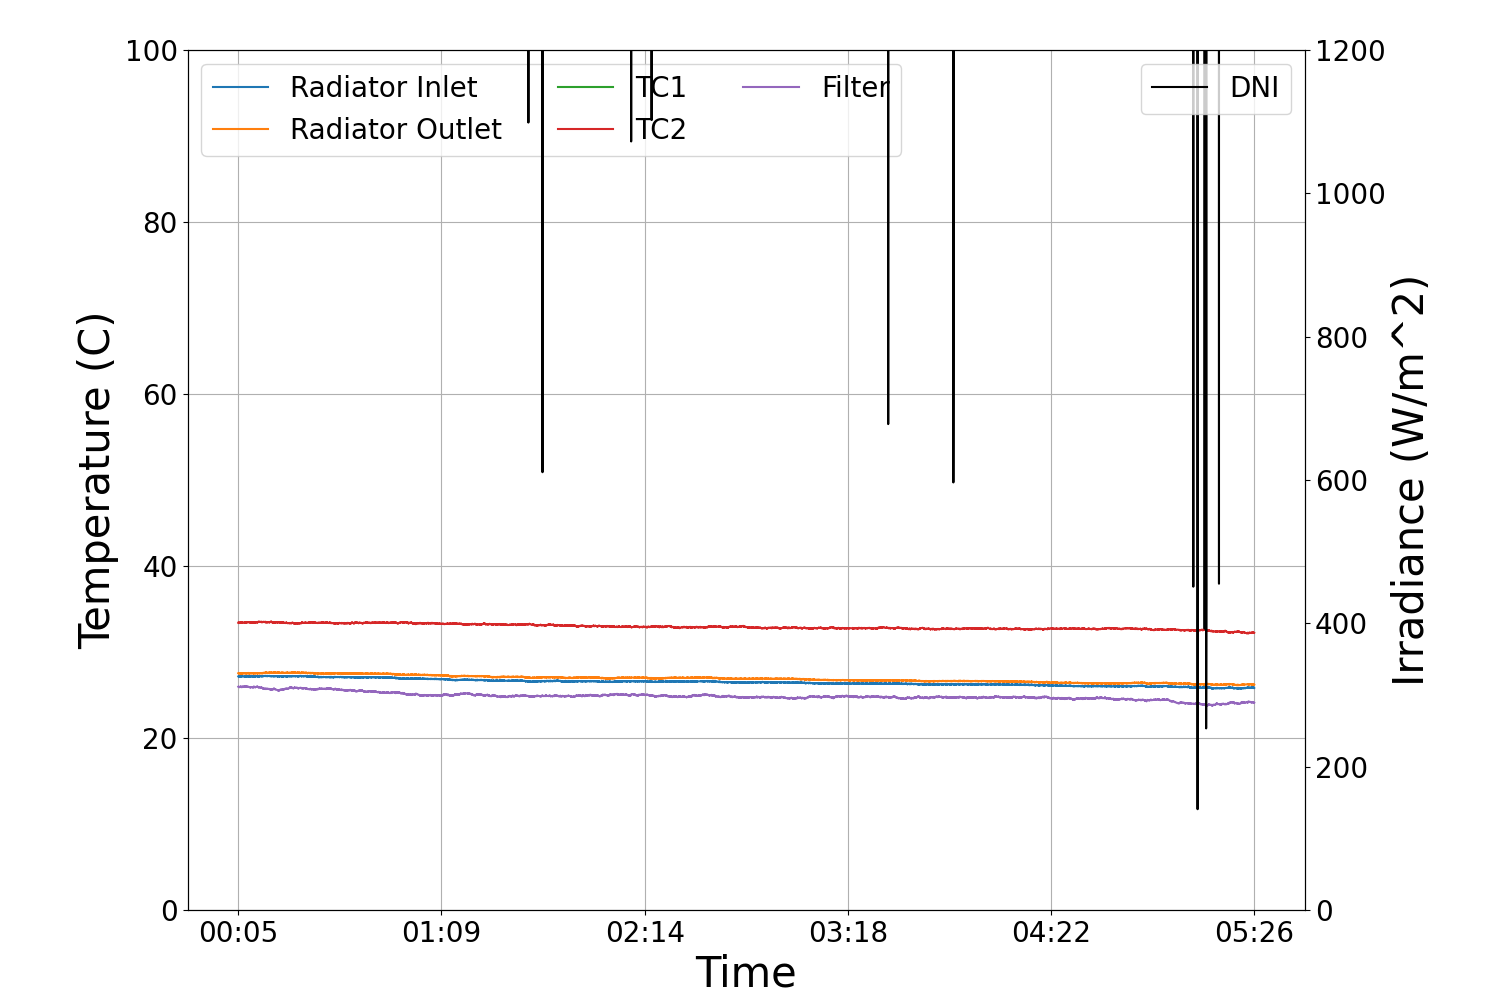 100
80
60
40
20
0
Temperature (C)
Radiator Inlet
Radiator Outlet
TC1
TC2
Filter
DNI
1200
1000
800
600
400
200
0
Irradiance (W/m^2)
00:05 01:09 02:14 03:18 04:22 05:26
Time